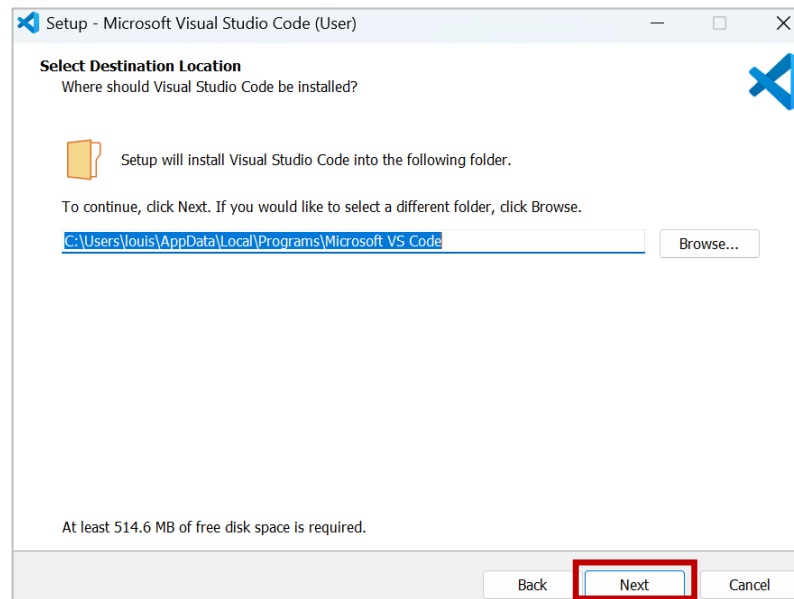 Setup - Microsoft Visual Studio Code (User)
Select Destination Location
Where should Visual Studio Code be installed?
Setup will install Visual Studio Code into the following folder.
To continue, click Next. If you would like to select a different folder, click Browse.
C:\Users\louis\AppData\Local\Programs\Microsoft VS Code
Browse...
At least 514.6 MB of free disk space is required.
Back
Next
Cancel